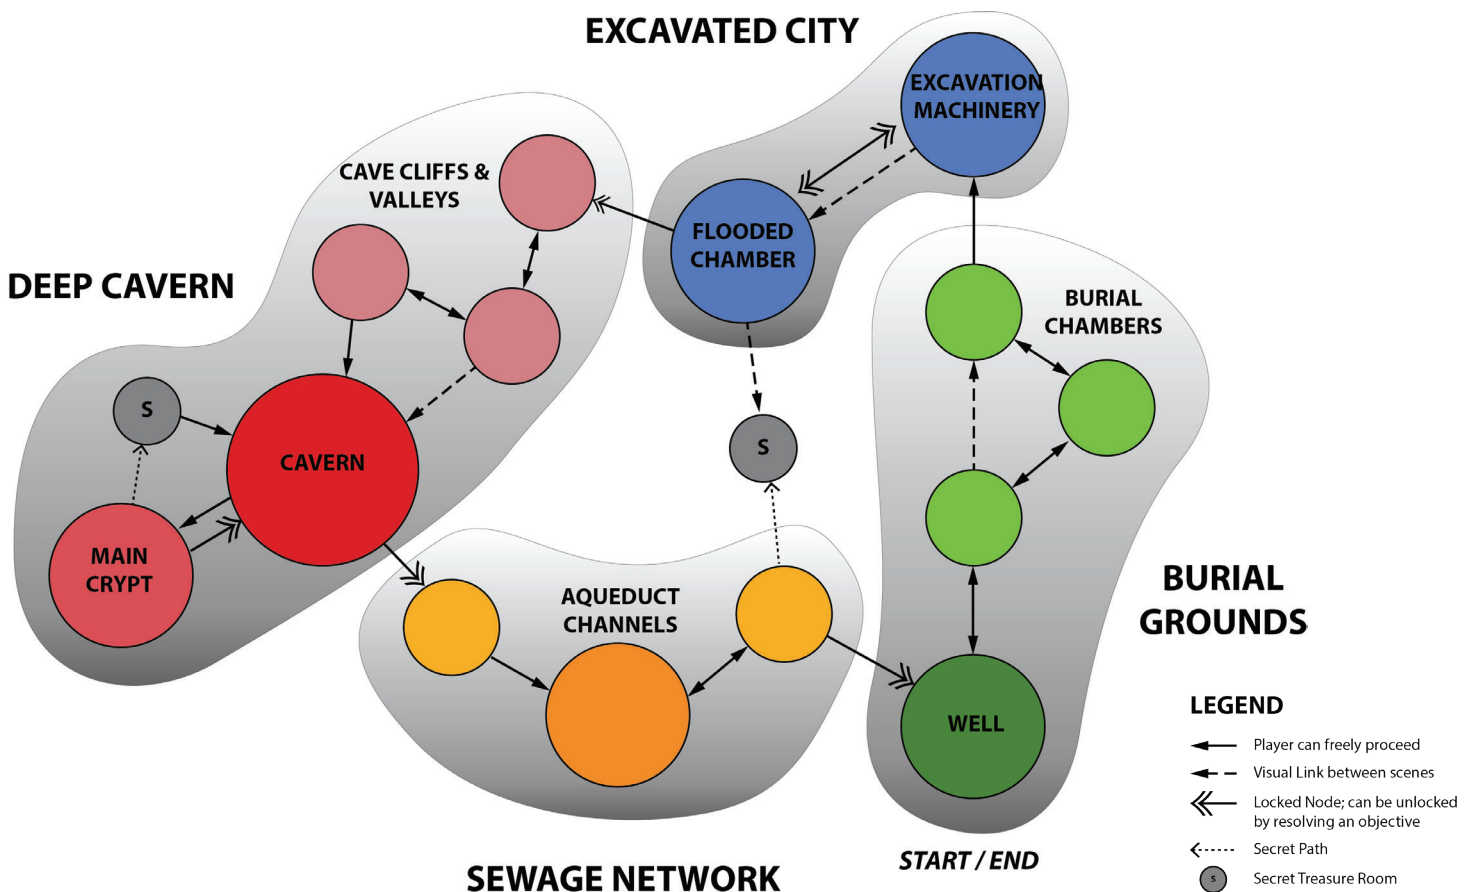 EXCAVATED CITY
EXCAVATION
MACHINERY
CAVE CLIFFS &
VALLEYS
FLOODED
CHAMBER
DEEP CAVERN
BURIAL
CHAMBERS
S
CAVERN
S
MAIN
CRYPT
AQUEDUCT
CHANNELS
BURIAL
GROUNDS
WELL
START / END
SEWAGE NETWORK
LEGEND
Player can freely proceed
Visual Link between scenes
Locked Node; can be unlocked
by resolving an objective
Secret Path
S
Secret Treasure Room